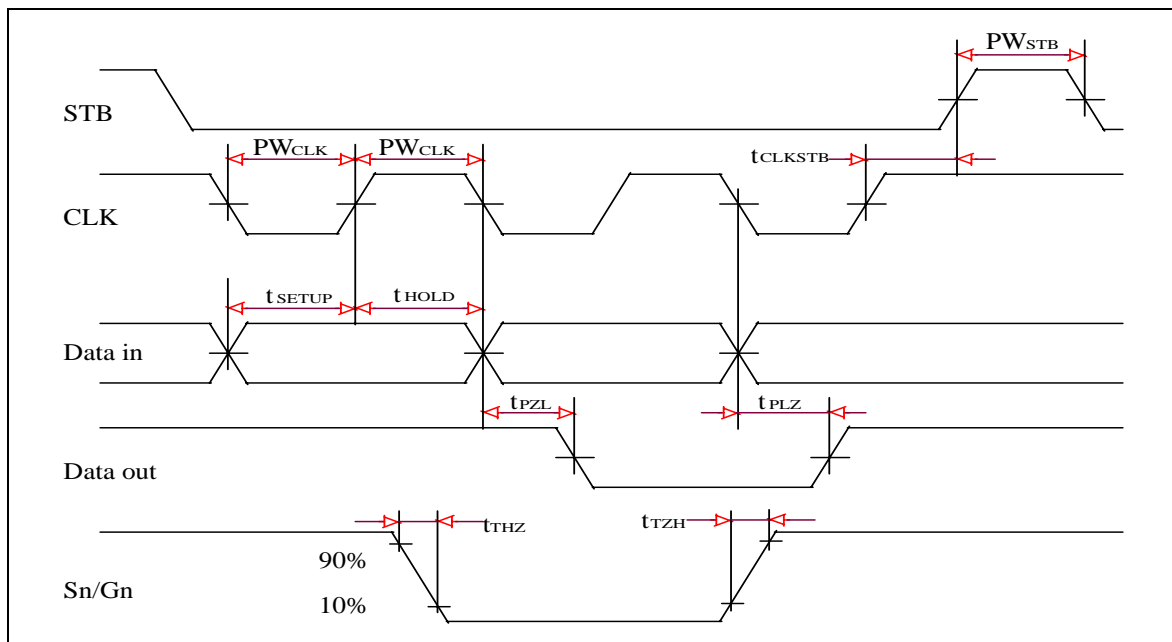 PWSTB
STB
PWCLK PWCLK
tCLKSTB
CLK
tSETUP tHOLD
Data in
tPZL tPLZ
Data out
tTHZ tTZH
90%
Sn/Gn
10%